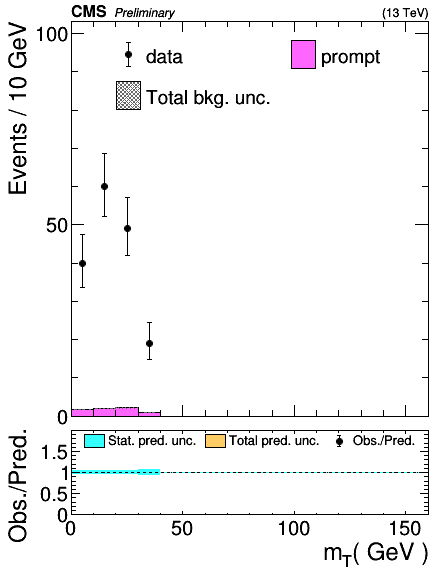 CMS Preliminary (13 TeV)
Events / 10 GeV
100
data
prompt
Total bkg. unc.
50
0
Obs./Pred.
Stat. pred. unc.
Total pred. unc.
Obs./Pred.
1.5
1
0.5
0
0 50 100 150
m_T( GeV )